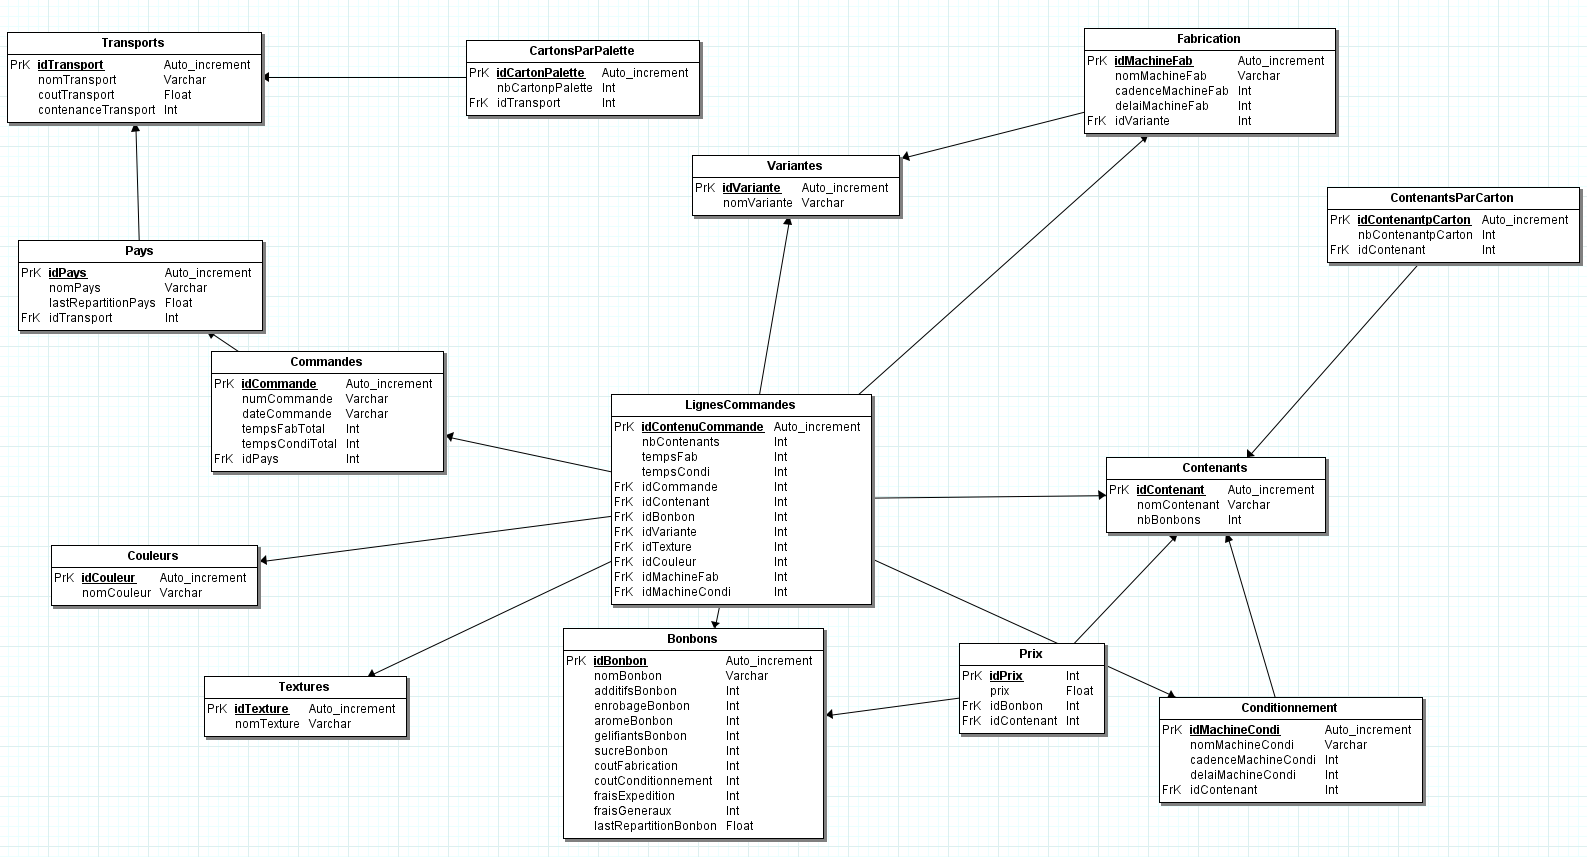 Transports
PrK idTransport Auto_increment
nomTransport Varchar
coutTransport Float
contenanceTransport Int
CartonsParPalette
PrK idCartonPalette Auto_increment
nbCartonpPalette Int
FrK idTransport Int
Fabrication
PrK idMachineFab Auto_increment
nomMachineFab Varchar
cadenceMachineFab Int
delaiMachineFab Int
FrK idVariante Int
Variantes
PrK idVariante Auto_increment
nomVariante Varchar
ContenantsParCarton
PrK idContenantpCarton Auto_increment
nbContenantpCarton Int
FrK idContenant Int
Pays
PrK idPays Auto_increment
nomPays Varchar
lastRepartitionPays Float
FrK idTransport Int
Commandes
PrK idCommande Auto_increment
numCommande Varchar
dateCommande Varchar
tempsFabTotal Int
tempsCondiTotal Int
FrK idPays Int
LignesCommandes
PrK idContenuCommande Auto_increment
nbContenants Int
tempsFab Int
tempsCondi Int
FrK idCommande Int
FrK idContenant Int
FrK idBonbon Int
FrK idVariante Int
FrK idTexture Int
FrK idCouleur Int
FrK idMachineFab Int
FrK idMachineCondi Int
Contenants
PrK idContenant Auto_increment
nomContenant Varchar
nbBonbons Int
Couleurs
PrK idCouleur Auto_increment
nomCouleur Varchar
Textures
PrK idTexture Auto_increment
nomTexture Varchar
Bonbons
PrK idBonbon Auto_increment
nomBonbon Varchar
additifsBonbon Int
enrobageBonbon Int
aromeBonbon Int
gelifiantsBonbon Int
sucreBonbon Int
coutFabrication Int
coutConditionnement Int
fraisExpedition Int
fraisGeneraux Int
lastRepartitionBonbon Float
Prix
PrK idPrix Int
prix Float
FrK idBonbon Int
FrK idContenant Int
Conditionnement
PrK idMachineCondi Auto_increment
nomMachineCondi Varchar
cadenceMachineCondi Int
delaiMachineCondi Int
FrK idContenant Int